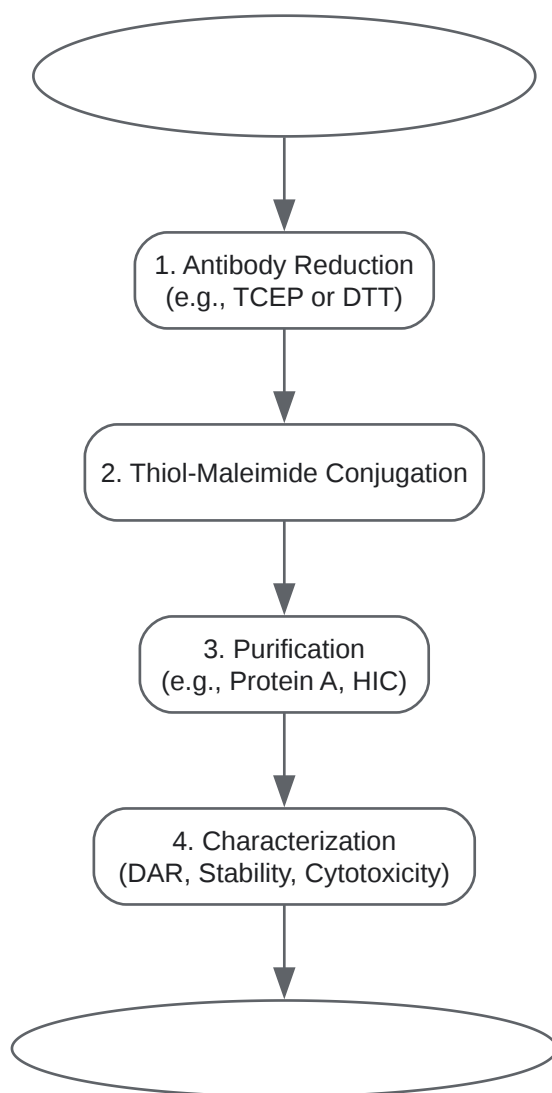 1. Antibody Reduction
(e.g., TCEP or DTT)
2. Thiol-Maleimide Conjugation
3. Purification
(e.g., Protein A, HIC)
4. Characterization
(DAR, Stability, Cytotoxicity)